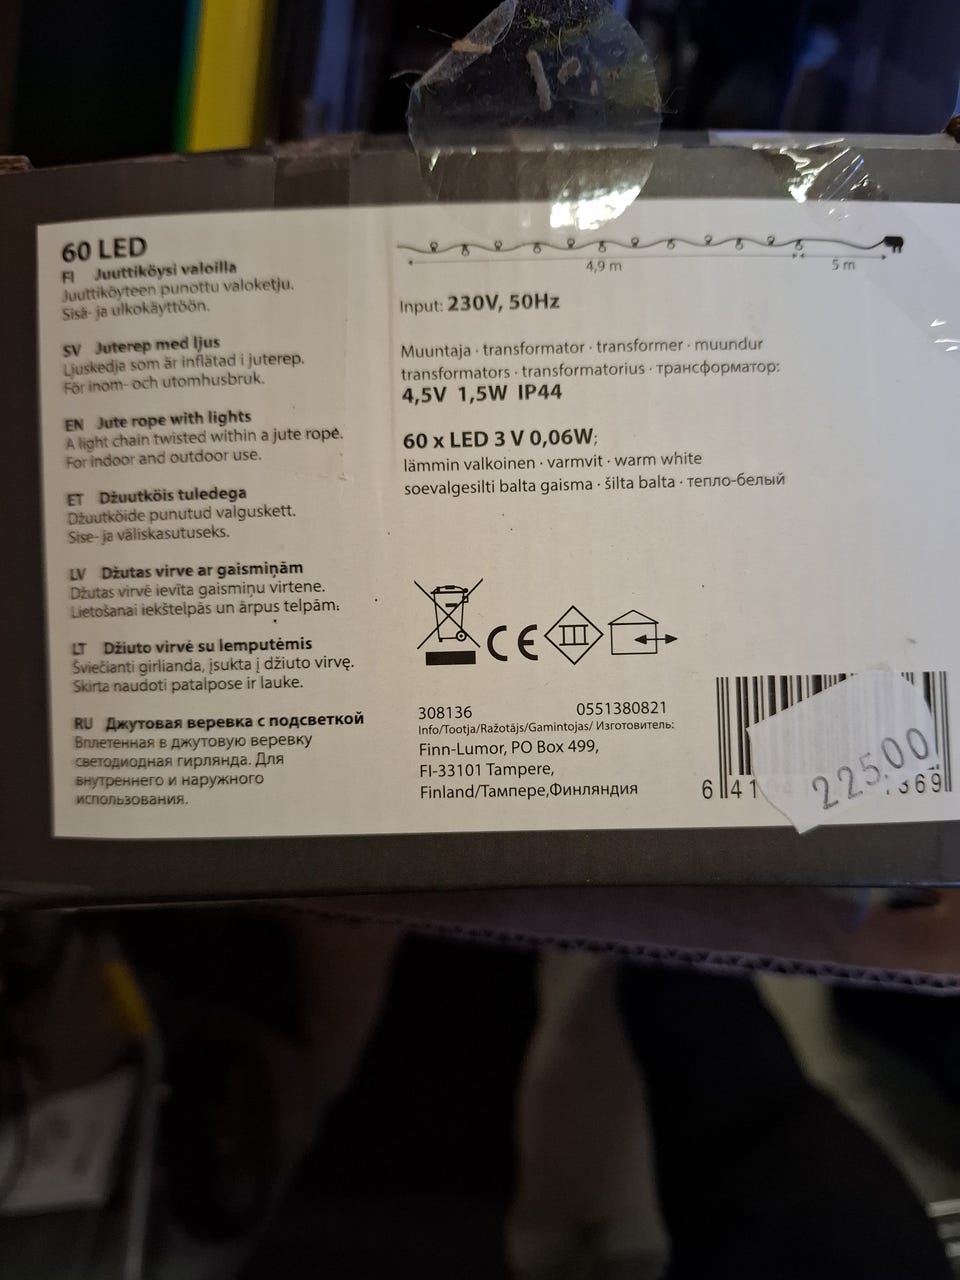 60 LED
FI Juuttiköysi valoilla
Juuttiköyteen punottu valoketju.
Sisä- ja ulkokäyttöön.
SV Juterep med ljus
Ljuskedja som är inflätad i juterep.
För inom- och utomhusbruk.
EN Jute rope with lights
A light chain twisted within a jute rope.
For indoor and outdoor use.
ET Džuutköis tuledega
Džuutköide punutud valguskett.
Sise- ja väliskasutuseks.
LV Džutas virve ar gaismiņām
Džutas virvē ievīta gaismiņu virtene.
Lietošanai iekštelpās un ārpus telpām.
LT Džiuto virvė su lemputėmis
Šviečianti girlianda, įsukta į džiuto virvę.
Skirta naudoti patalpose ir lauke.
RU Джутовая веревка с подсветкой
Вплетенная в джутовую веревку
светодиодная гирлянда. Для
внутреннего и наружного
использования.
4,9 m 5 m
Input: 230V, 50Hz
Muuntaja · transformator · transformer · muundur
transformators · transformatorius · трансформатор:
4,5V 1,5W IP44
60 x LED 3 V 0,06W;
lämmin valkoinen · varmvit · warm white
soevalgesilti balta gaisma · šilta balta · тепло-белый
CE III
308136 0551380821
Info/Tootja/Ražotājs/Gamintojas/ Изготовитель:
Finn-Lumor, PO Box 499,
FI-33101 Tampere,
Finland/Тампере,Финляндия
225.00
6 41 369